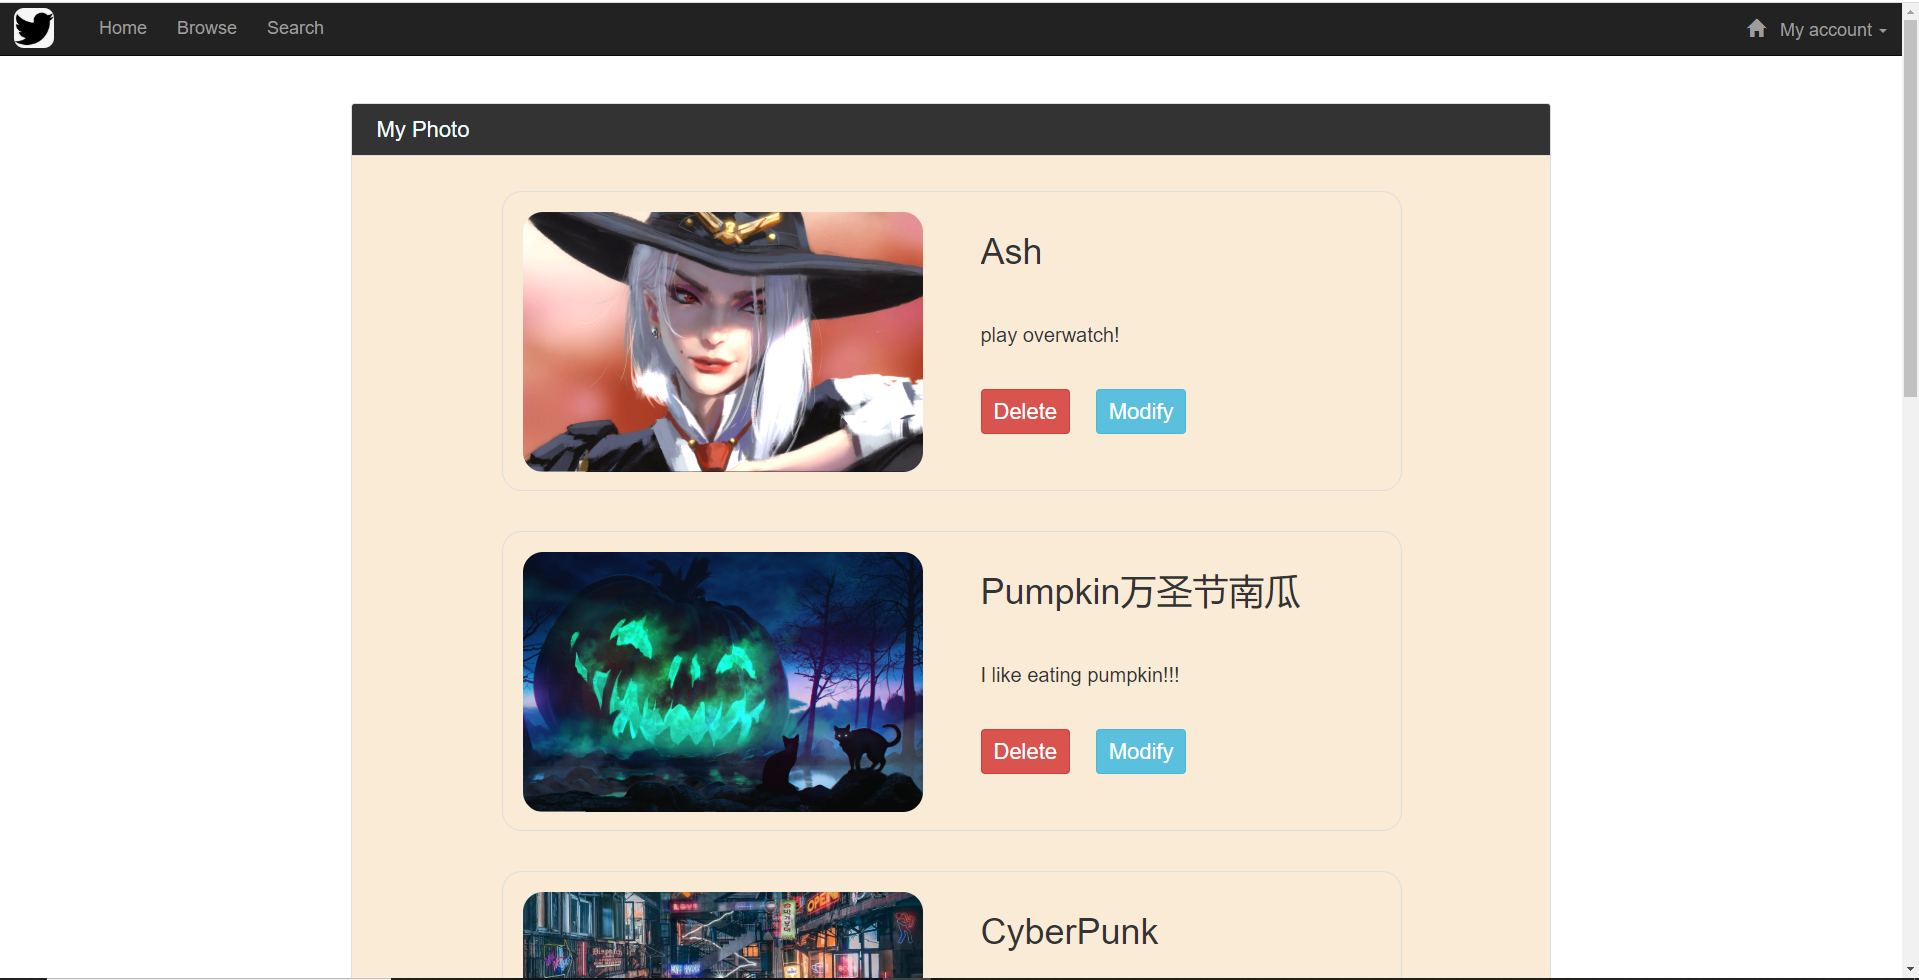 Home Browse Search My account
My Photo
Ash
play overwatch!
Delete Modify
Pumpkin万圣节南瓜
I like eating pumpkin!!!
Delete Modify
OPEN
CyberPunk